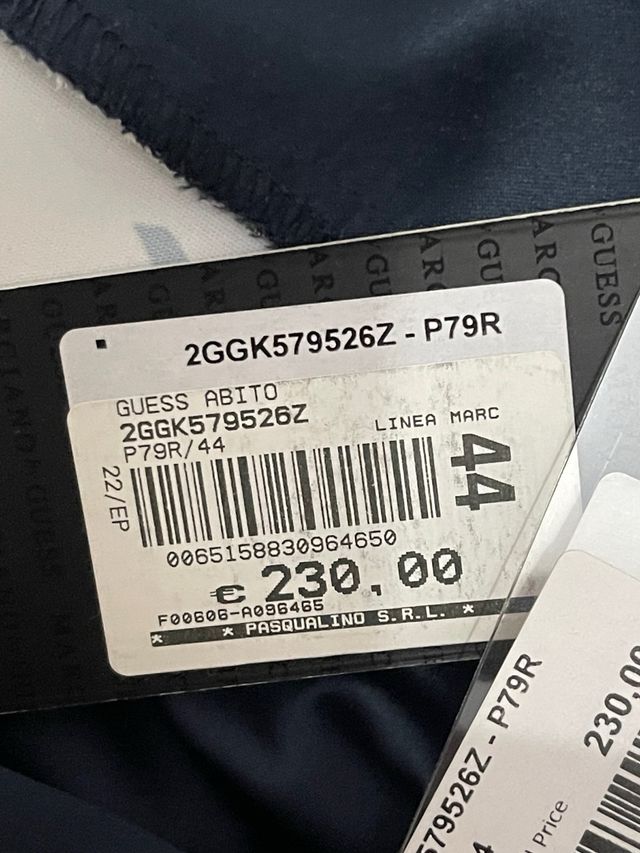 GUESS
2GGK579526Z - P79R
GUESS ABITO
2GGK579526Z
LINEA MARC
P79R/44
44
22/EP
0065158830964650
€ 230,00
F00606-A096465
* * PASQUALINO S.R.L. *
579526Z - P79R
230,00
Price